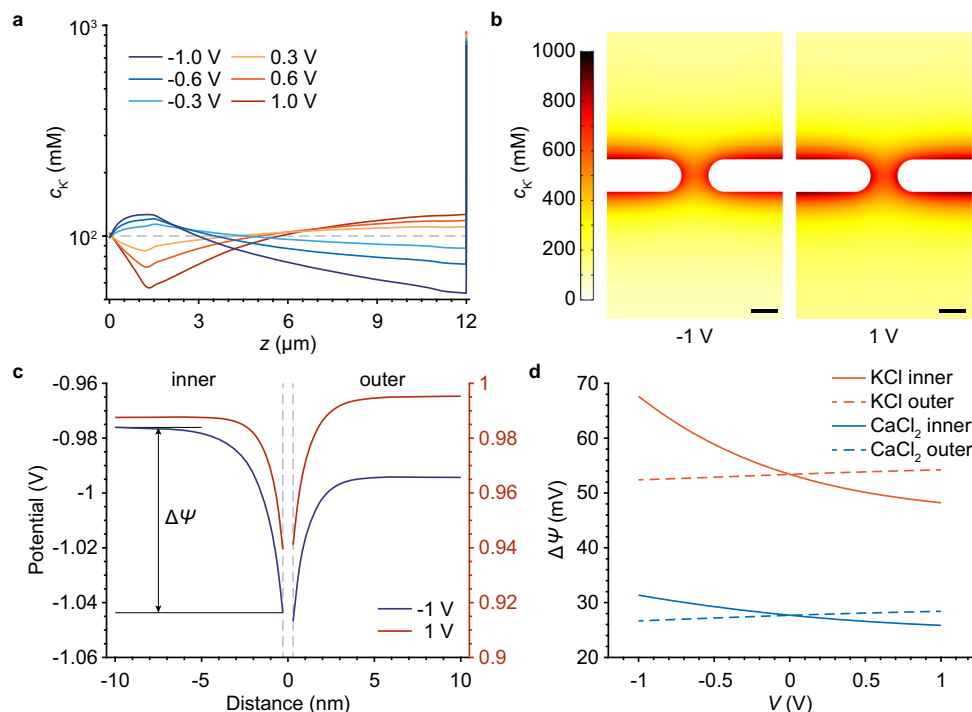 a
-1.0 V 0.3 V
-0.6 V 0.6 V
-0.3 V 1.0 V
10³
10³
10²
c_K⁺ (mM)
0 3 6 9 12
z (μm)
b
1000
800
600
400
200
0
c_K⁺ (mM)
-1 V 1 V
c
inner outer
-0.96
-0.98
-1
-1.02
-1.04
-1.06
Potential (V)
ΔΨ
-1 V
1 V
1
0.98
0.96
0.94
0.92
0.9
-10 -5 0 5 10
Distance (nm)
d
KCl inner
KCl outer
CaCl₂ inner
CaCl₂ outer
70
60
50
40
30
20
ΔΨ (mV)
-1 -0.5 0 0.5 1
V (V)